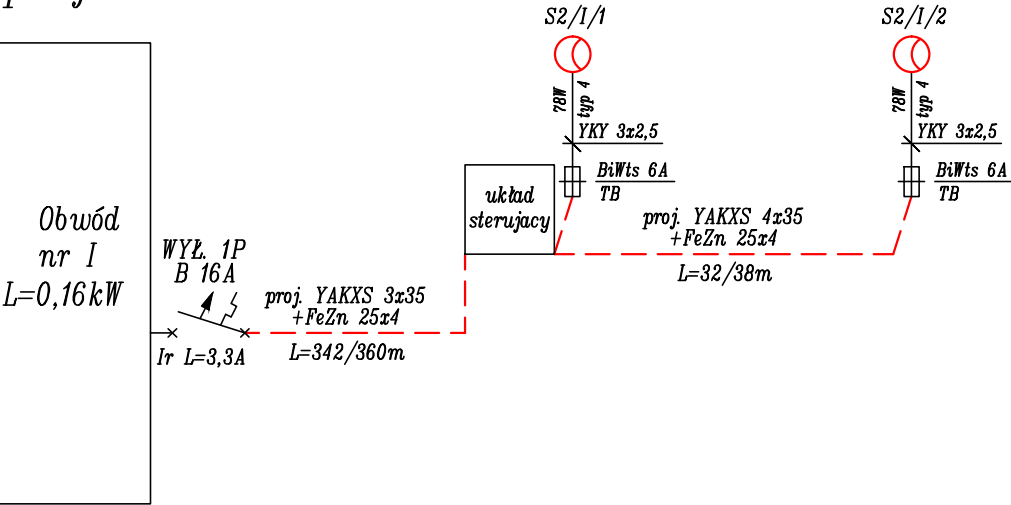 S2/I/1
S2/I/2
78W
typ 4
78W
typ 4
YKY 3x2,5
YKY 3x2,5
BiWts 6A
TB
BiWts 6A
TB
układ
sterujacy
proj. YAKXS 4x35
+FeZn 25x4
L=32/38m
Obwód
nr I
L=0,16kW
WYŁ. 1P
B 16A
proj. YAKXS 3x35
+FeZn 25x4
Ir L=3,3A
L=342/360m